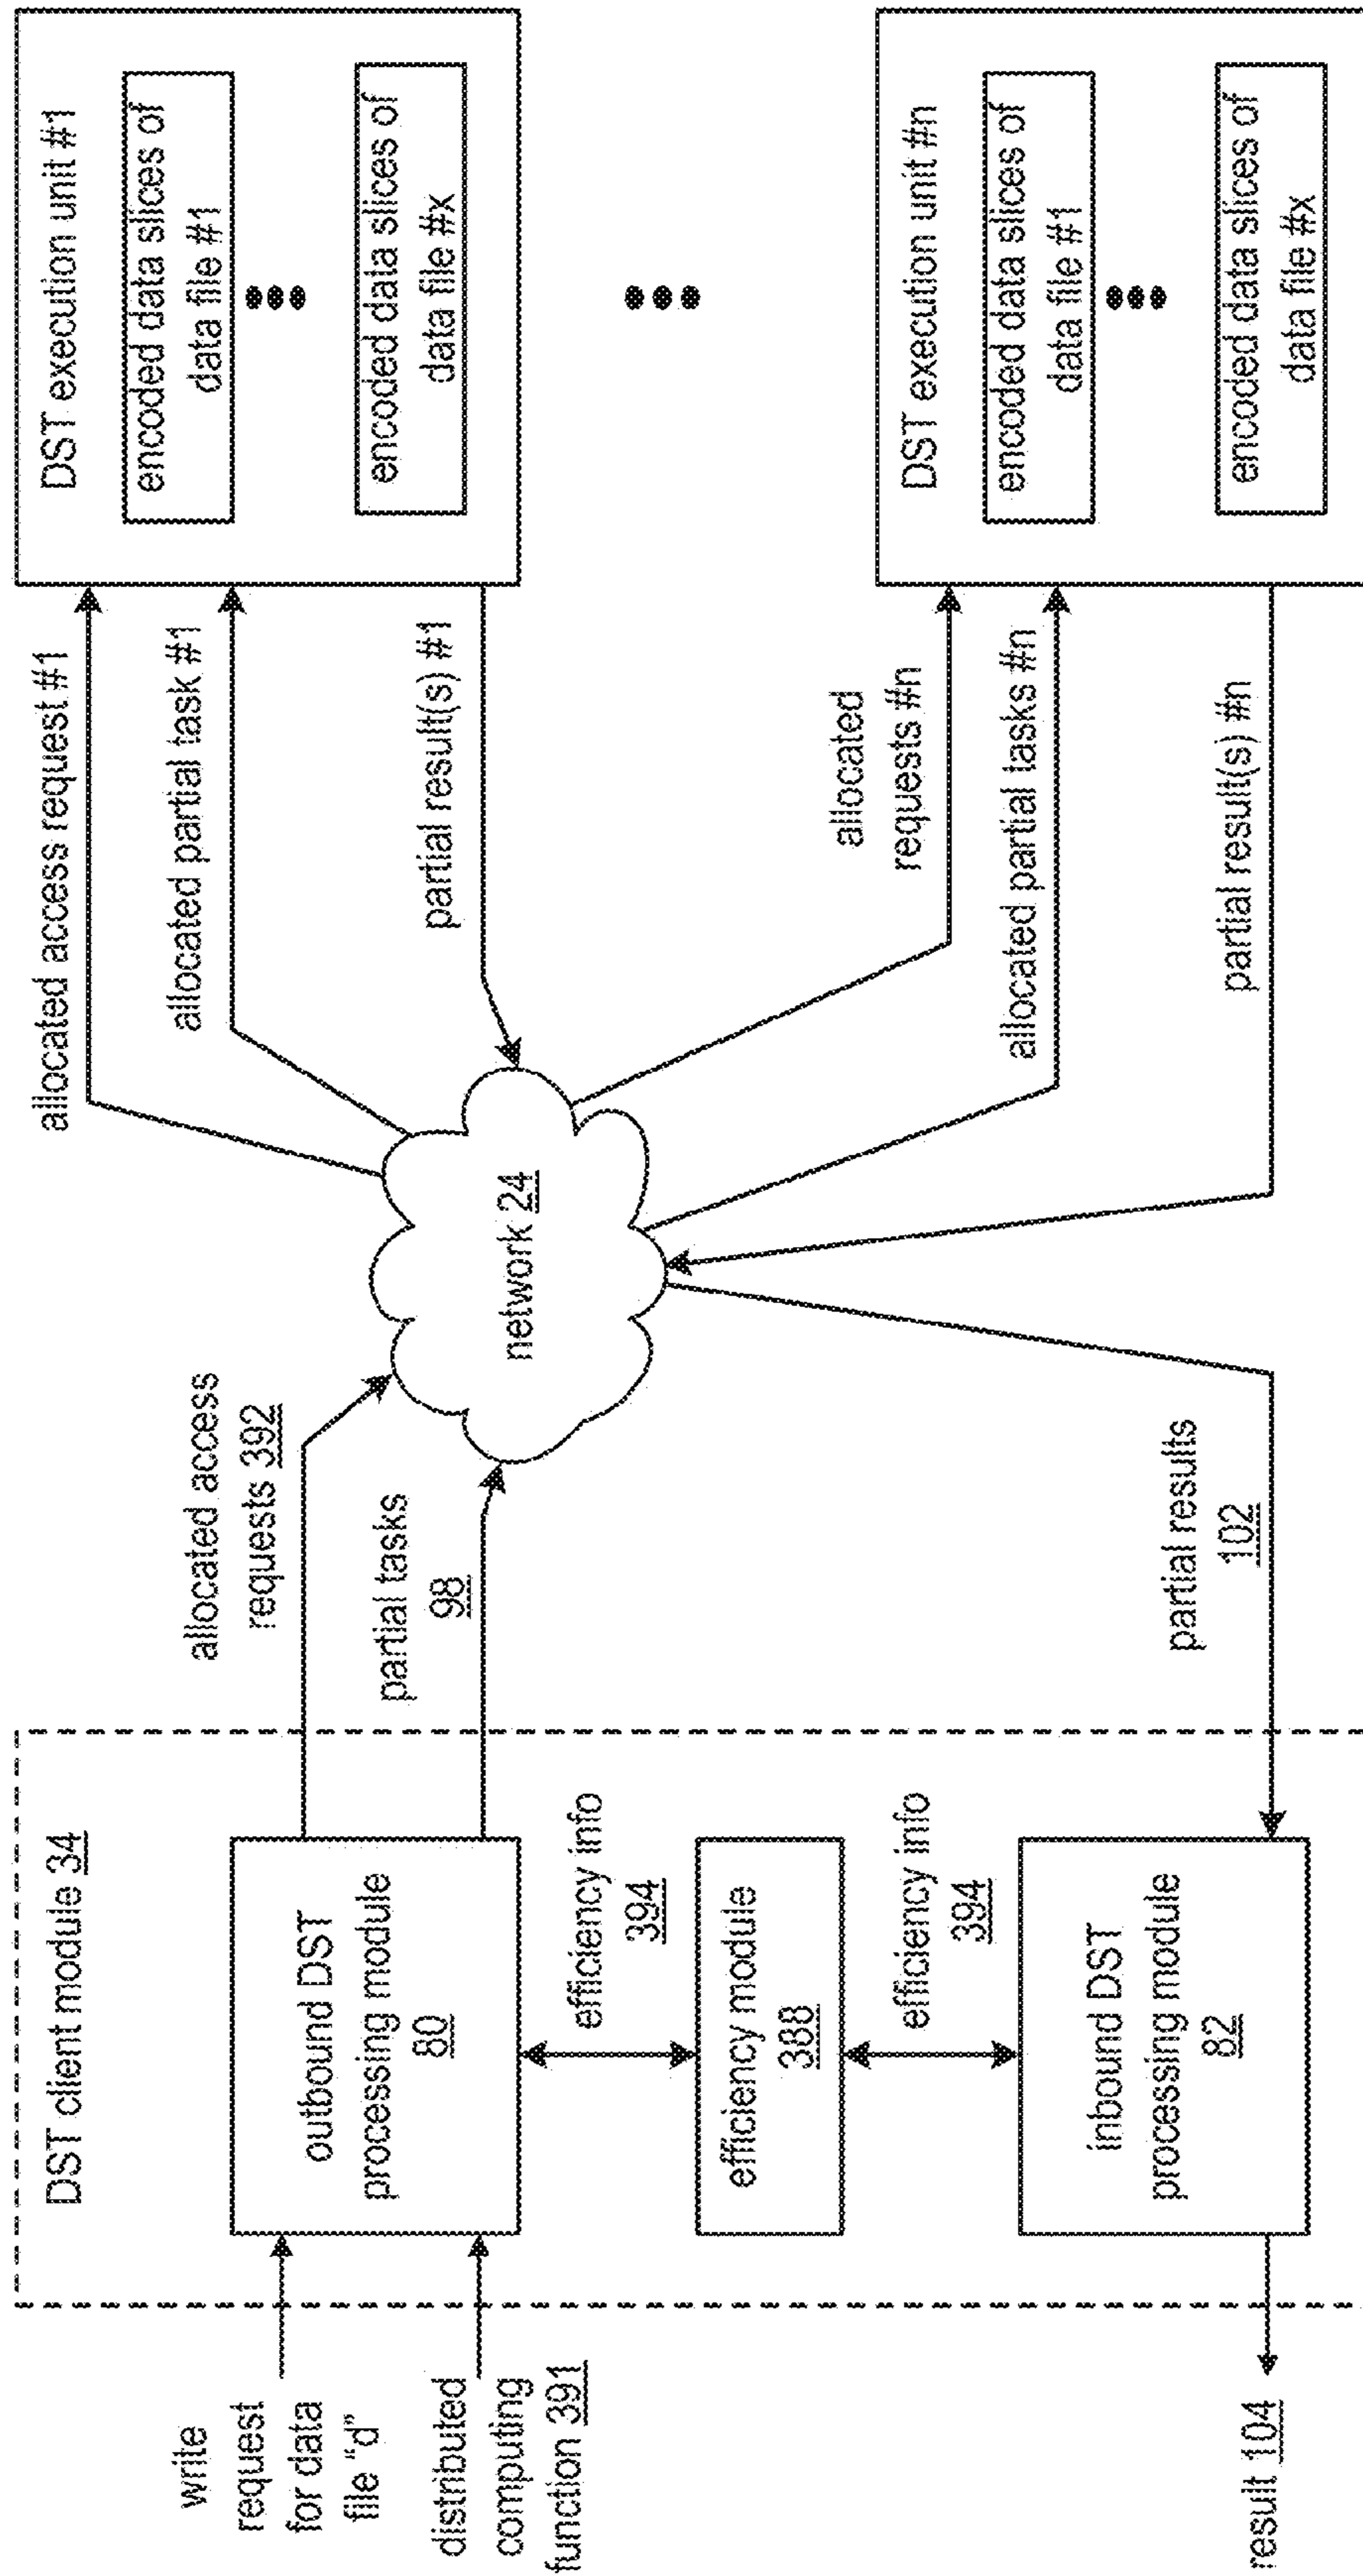 write
request
for data
file "d"
distributed
computing
function 391
result 104
DST client module 34
outbound DST
processing module
80
efficiency info
394
efficiency module
388
efficiency info
394
inbound DST
processing module
82
allocated access
requests 392
partial tasks
98
partial results
102
network 24
allocated access request #1
allocated partial task #1
partial result(s) #1
allocated
requests #n
allocated partial tasks #n
partial result(s) #n
DST execution unit #1
encoded data slices of
data file #1
encoded data slices of
data file #x
DST execution unit #n
encoded data slices of
data file #1
encoded data slices of
data file #x